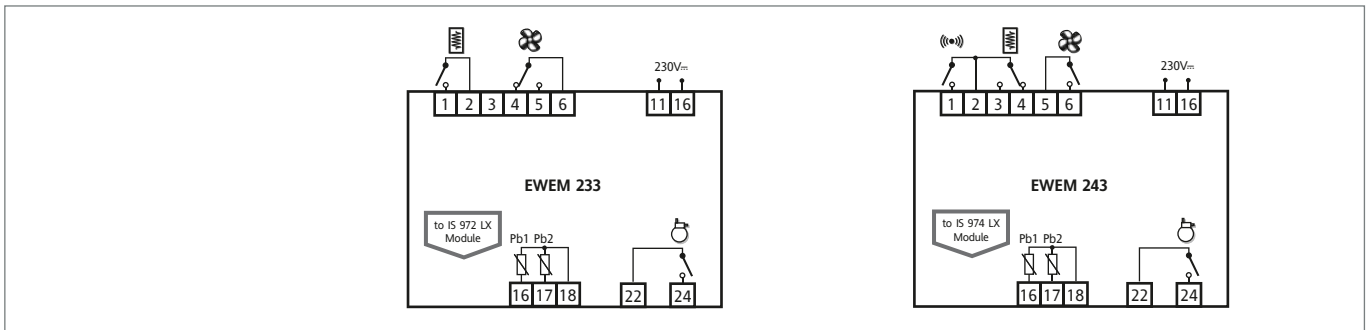 230V
1 2 3 4 5 6 11 16
EWEM 233
to IS 972 LX
Module
Pb1 Pb2
16 17 18 22 24
230V
1 2 3 4 5 6 11 16
EWEM 243
to IS 974 LX
Module
Pb1 Pb2
16 17 18 22 24